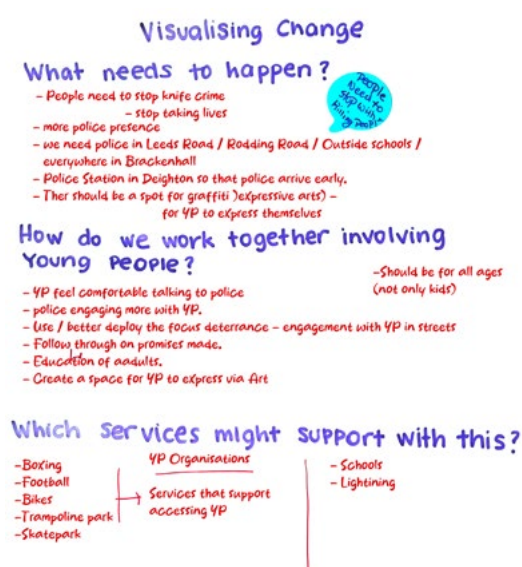 Visualising Change
What needs to happen?
- People need to stop knife crime
- stop taking lives
People
Need to
stop with
Killing People
- more police presence
- we need police in Leeds Road / Rodding Road / Outside schools /
everywhere in Brackenhall
- Police Station in Deighton so that police arrive early.
- Ther should be a spot for graffiti )expressive arts) -
for YP to express themselves
How do we work together involving
Young People?
-Should be for all ages
(not only kids)
- YP feel comfortable talking to police
- police engaging more with YP.
- Use / better deploy the focus deterrance - engagement with YP in streets
- Follow through on promises made.
- Education of aadults.
- Create a space for YP to express via Art
Which services might support with this?
-Boxing
-Football
-Bikes
-Trampoline park
-Skatepark
YP Organisations
Services that support
accessing YP
- Schools
- Lightining